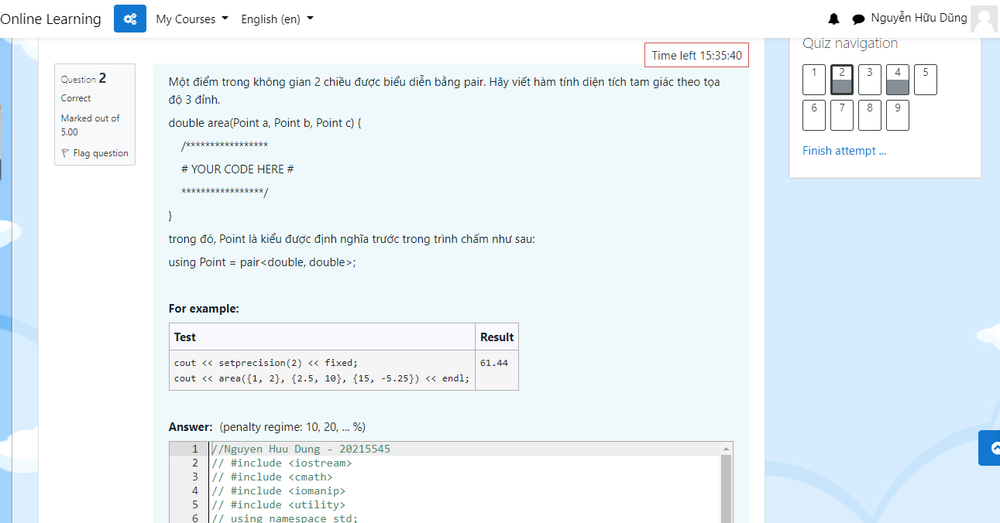 Online Learning My Courses English (en) Nguyễn Hữu Dũng
Time left 15:35:40
Quiz navigation
1 2 3 4 5
6 7 8 9
Finish attempt ...
Question 2
Correct
Marked out of
5.00
Flag question
Một điểm trong không gian 2 chiều được biểu diễn bằng pair. Hãy viết hàm tính diện tích tam giác theo tọa
độ 3 đỉnh.
double area(Point a, Point b, Point c) {
/*****************
# YOUR CODE HERE #
*****************/
}
trong đó, Point là kiểu được định nghĩa trước trong trình chấm như sau:
using Point = pair<double, double>;
For example:
Test Result
cout << setprecision(2) << fixed; 61.44
cout << area({1, 2}, {2.5, 10}, {15, -5.25}) << endl;
Answer: (penalty regime: 10, 20, ... %)
1 //Nguyen Huu Dung - 20215545
2 // #include <iostream>
3 // #include <cmath>
4 // #include <iomanip>
5 // #include <utility>
6 // using namespace std;